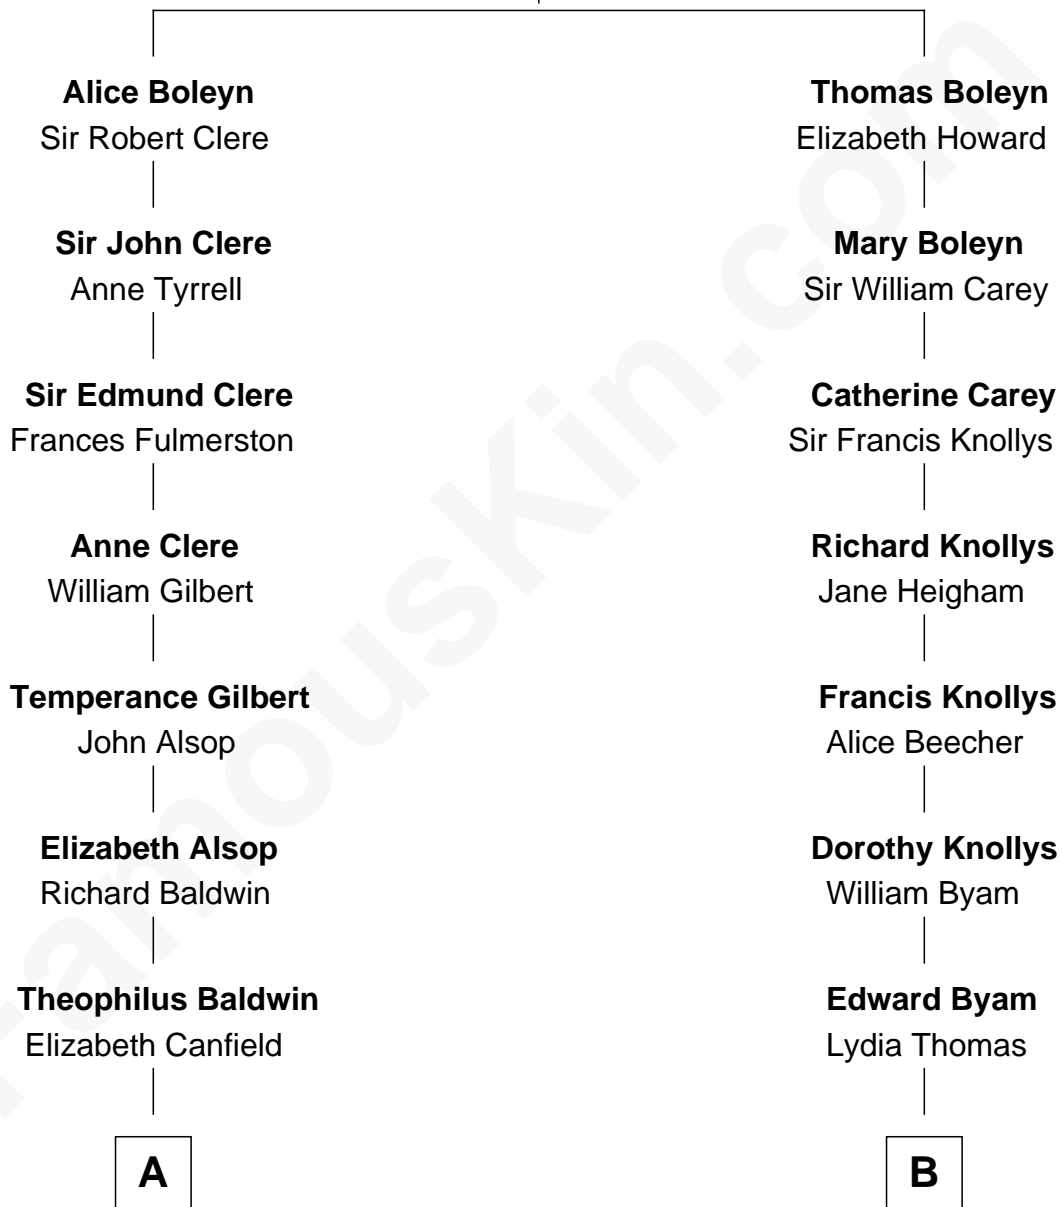 Alice Boleyn
Sir Robert Clere
Sir John Clere
Anne Tyrrell
Sir Edmund Clere
Frances Fulmerston
Anne Clere
William Gilbert
Temperance Gilbert
John Alsop
Elizabeth Alsop
Richard Baldwin
Theophilus Baldwin
Elizabeth Canfield
A
Thomas Boleyn
Elizabeth Howard
Mary Boleyn
Sir William Carey
Catherine Carey
Sir Francis Knollys
Richard Knollys
Jane Heigham
Francis Knollys
Alice Beecher
Dorothy Knollys
William Byam
Edward Byam
Lydia Thomas
B
FamousKin.com